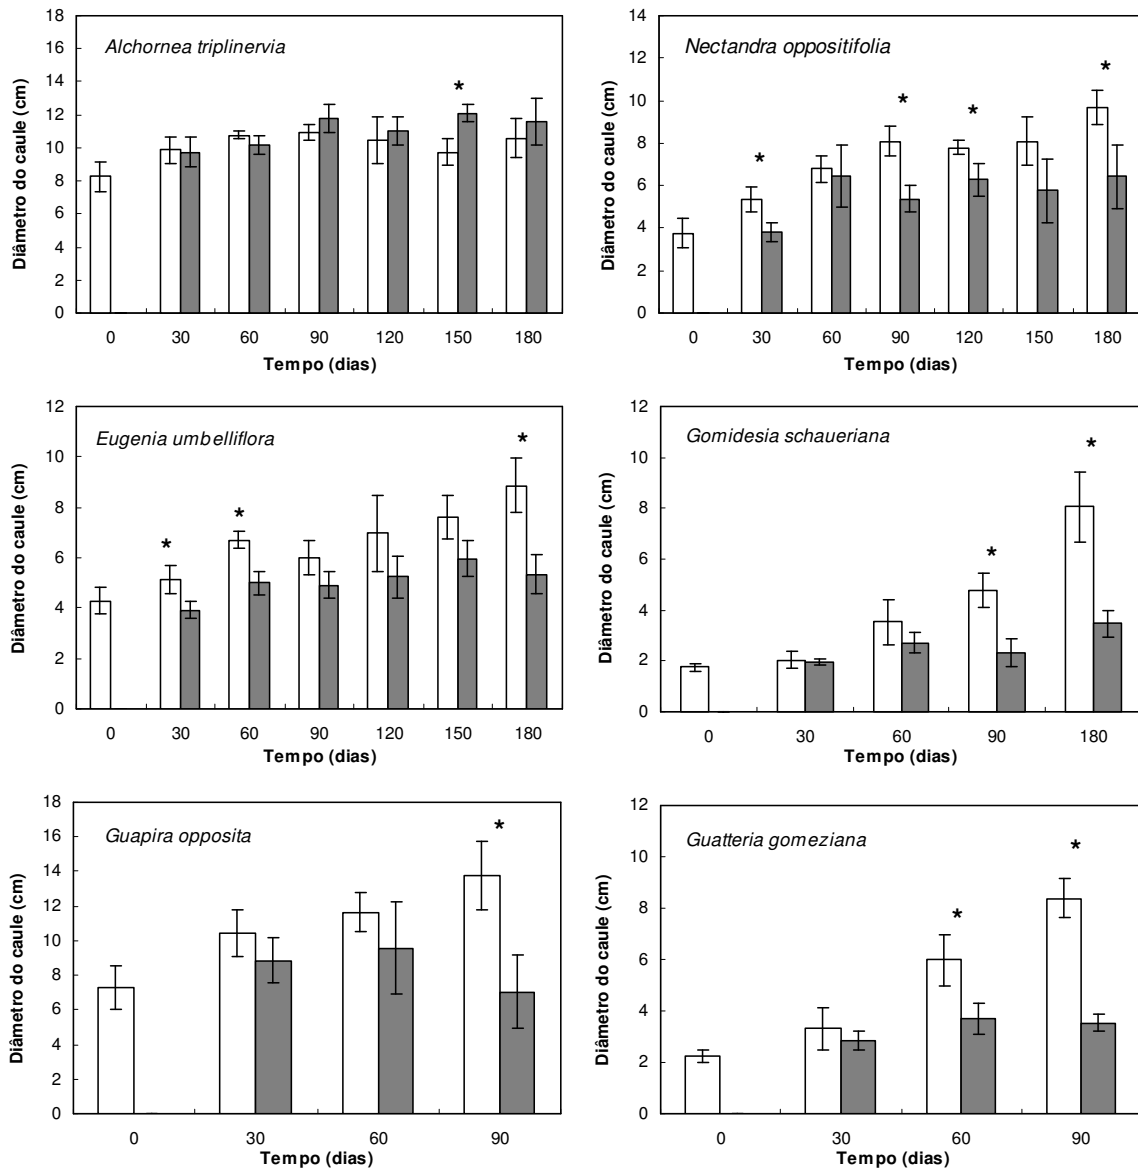 Alchornea triplinervia
Diâmetro do caule (cm)
18
16
14
12
10
8
6
4
2
0
*
0 30 60 90 120 150 180
Tempo (dias)
Nectandra oppositifolia
Diâmetro do caule (cm)
14
12
10
8
6
4
2
0
* * * *
0 30 60 90 120 150 180
Tempo (dias)
Eugenia umbelliflora
Diâmetro do caule (cm)
12
10
8
6
4
2
0
* * *
0 30 60 90 120 150 180
Tempo (dias)
Gomidesia schaueriana
Diâmetro do caule (cm)
12
10
8
6
4
2
0
* *
0 30 60 90 180
Tempo (dias)
Guapira opposita
Diâmetro do caule (cm)
18
16
14
12
10
8
6
4
2
0
*
0 30 60 90
Tempo (dias)
Guatteria gomeziana
Diâmetro do caule (cm)
12
10
8
6
4
2
0
* *
0 30 60 90
Tempo (dias)